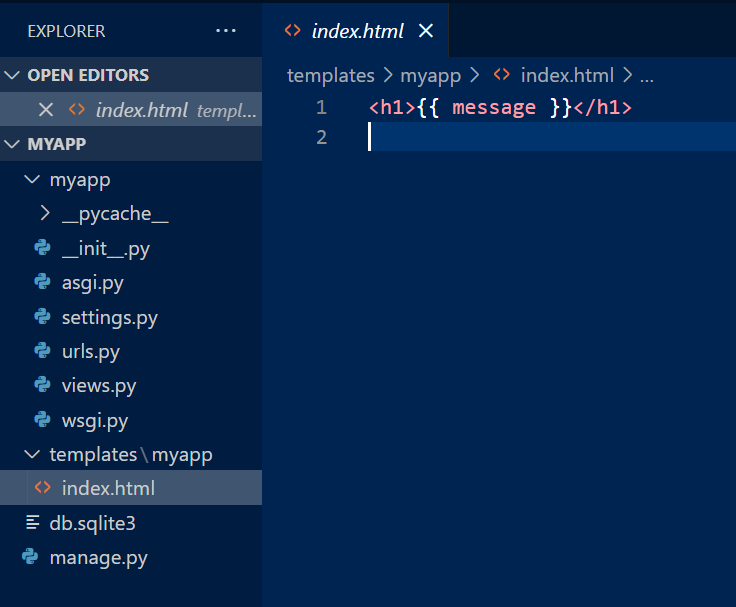 EXPLORER ...
OPEN EDITORS
index.html templ...
MYAPP
myapp
__pycache__
__init__.py
asgi.py
settings.py
urls.py
views.py
wsgi.py
templates\myapp
index.html
db.sqlite3
manage.py
index.html
templates > myapp > index.html > ...
1 <h1>{{ message }}</h1>
2